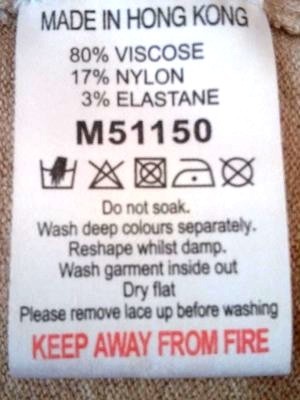 MADE IN HONG KONG
80% VISCOSE
17% NYLON
3% ELASTANE
M51150
Do not soak.
Wash deep colours separately.
Reshape whilst damp.
Wash garment inside out
Dry flat
Please remove lace up before washing
KEEP AWAY FROM FIRE